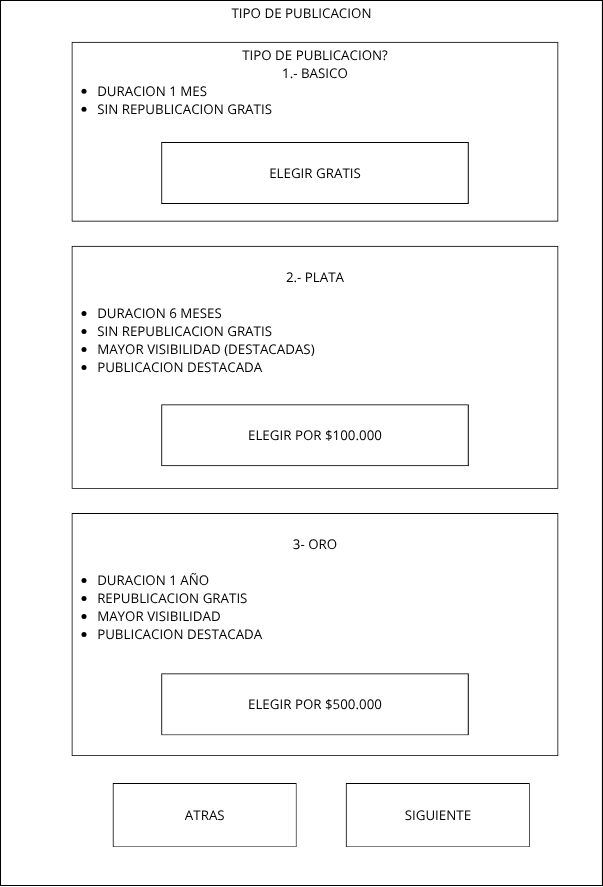 TIPO DE PUBLICACION
TIPO DE PUBLICACION?
1.- BASICO
• DURACION 1 MES
• SIN REPUBLICACION GRATIS
ELEGIR GRATIS
2.- PLATA
• DURACION 6 MESES
• SIN REPUBLICACION GRATIS
• MAYOR VISIBILIDAD (DESTACADAS)
• PUBLICACION DESTACADA
ELEGIR POR $100.000
3- ORO
• DURACION 1 AÑO
• REPUBLICACION GRATIS
• MAYOR VISIBILIDAD
• PUBLICACION DESTACADA
ELEGIR POR $500.000
ATRAS
SIGUIENTE